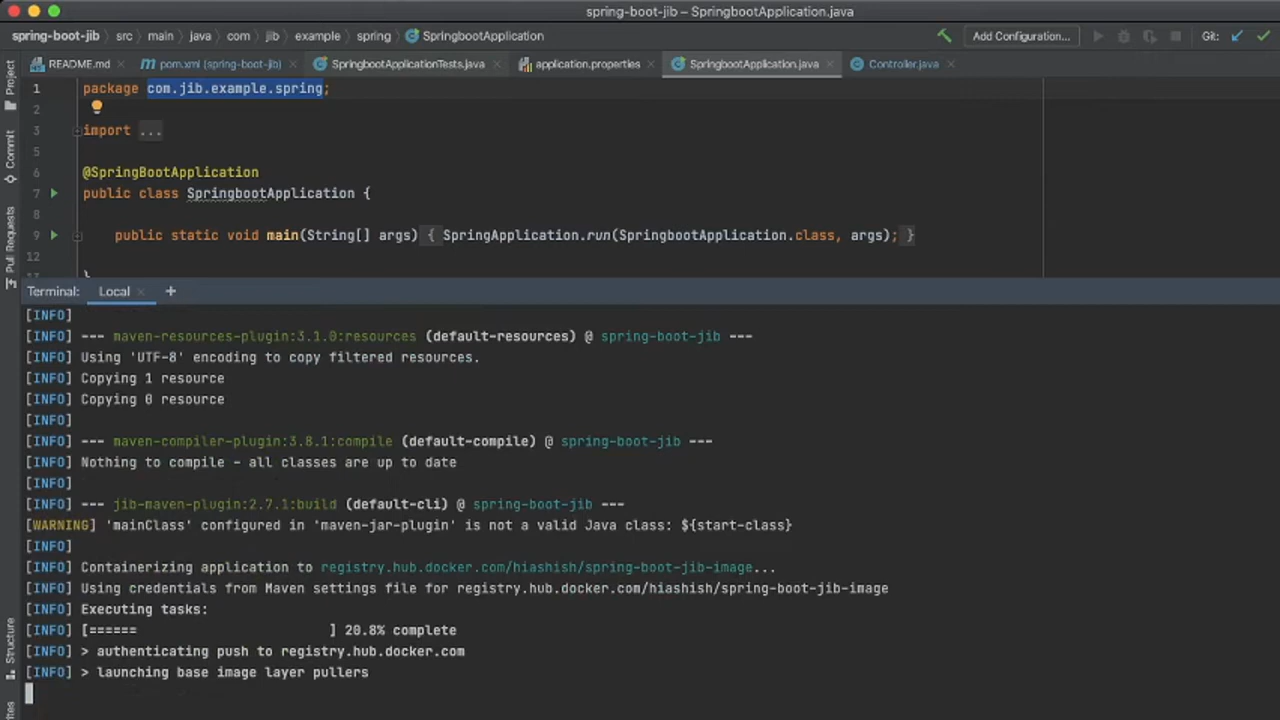 spring-boot-jib – SpringbootApplication.java
spring-boot-jib src main java com jib example spring SpringbootApplication Add Configuration... Git:
README.md pom.xml (spring-boot-jib) SpringbootApplicationTests.java application.properties SpringbootApplication.java Controller.java
Project
Commit
Pull Requests
Structure
1 package com.jib.example.spring;
2
3 import ...
5
6 @SpringBootApplication
7 public class SpringbootApplication {
8
9 public static void main(String[] args) { SpringApplication.run(SpringbootApplication.class, args); }
12
}
Terminal: Local +
[INFO]
[INFO] --- maven-resources-plugin:3.1.0:resources (default-resources) @ spring-boot-jib ---
[INFO] Using 'UTF-8' encoding to copy filtered resources.
[INFO] Copying 1 resource
[INFO] Copying 0 resource
[INFO]
[INFO] --- maven-compiler-plugin:3.8.1:compile (default-compile) @ spring-boot-jib ---
[INFO] Nothing to compile - all classes are up to date
[INFO]
[INFO] --- jib-maven-plugin:2.7.1:build (default-cli) @ spring-boot-jib ---
[WARNING] 'mainClass' configured in 'maven-jar-plugin' is not a valid Java class: ${start-class}
[INFO]
[INFO] Containerizing application to registry.hub.docker.com/hiashish/spring-boot-jib-image...
[INFO] Using credentials from Maven settings file for registry.hub.docker.com/hiashish/spring-boot-jib-image
[INFO] Executing tasks:
[INFO] [====== ] 20.8% complete
[INFO] > authenticating push to registry.hub.docker.com
[INFO] > launching base image layer pullers